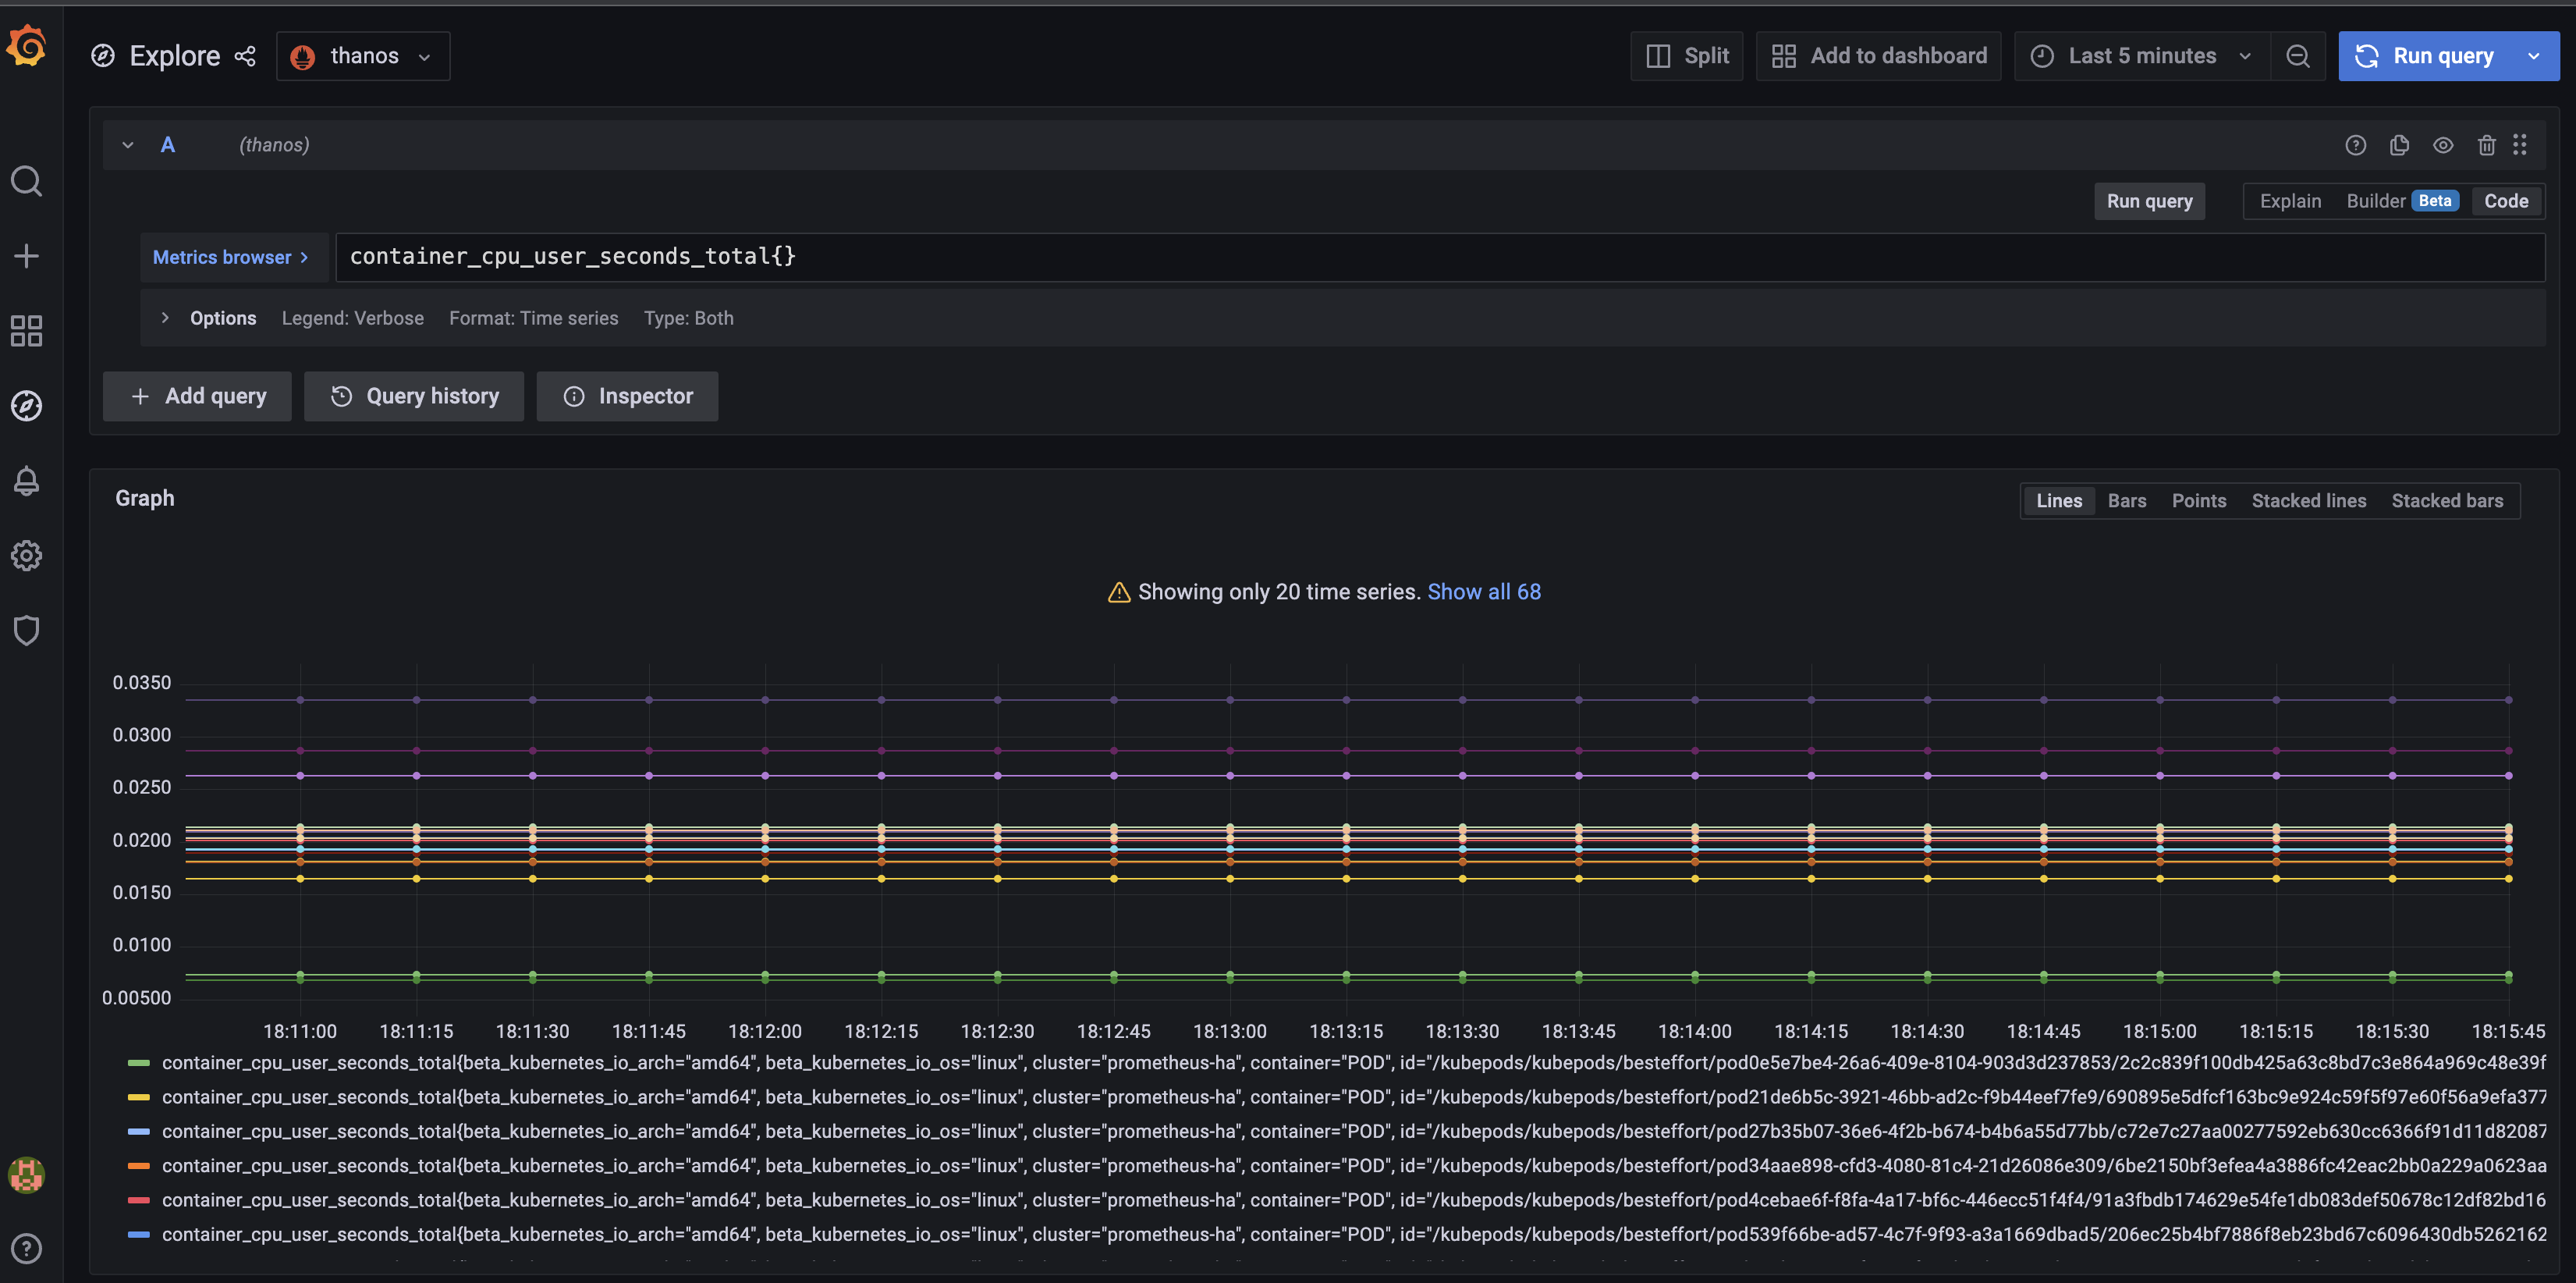 Explore thanos Split Add to dashboard Last 5 minutes Run query
A (thanos)
Run query Explain Builder Beta Code
Metrics browser > container_cpu_user_seconds_total{}
Options Legend: Verbose Format: Time series Type: Both
+ Add query Query history Inspector
Graph Lines Bars Points Stacked lines Stacked bars
Showing only 20 time series. Show all 68
0.0350
0.0300
0.0250
0.0200
0.0150
0.0100
0.00500
18:11:00 18:11:15 18:11:30 18:11:45 18:12:00 18:12:15 18:12:30 18:12:45 18:13:00 18:13:15 18:13:30 18:13:45 18:14:00 18:14:15 18:14:30 18:14:45 18:15:00 18:15:15 18:15:30 18:15:45
container_cpu_user_seconds_total{beta_kubernetes_io_arch="amd64", beta_kubernetes_io_os="linux", cluster="prometheus-ha", container="POD", id="/kubepods/kubepods/besteffort/pod0e5e7be4-26a6-409e-8104-903d3d237853/2c2c839f100db425a63c8bd7c3e864a969c48e39f
container_cpu_user_seconds_total{beta_kubernetes_io_arch="amd64", beta_kubernetes_io_os="linux", cluster="prometheus-ha", container="POD", id="/kubepods/kubepods/besteffort/pod21de6b5c-3921-46bb-ad2c-f9b44eef7fe9/690895e5dfcf163bc9e924c59f5f97e60f56a9efa377
container_cpu_user_seconds_total{beta_kubernetes_io_arch="amd64", beta_kubernetes_io_os="linux", cluster="prometheus-ha", container="POD", id="/kubepods/kubepods/besteffort/pod27b35b07-36e6-4f2b-b674-b4b6a55d77bb/c72e7c27aa00277592eb630cc6366f91d11d82087
container_cpu_user_seconds_total{beta_kubernetes_io_arch="amd64", beta_kubernetes_io_os="linux", cluster="prometheus-ha", container="POD", id="/kubepods/kubepods/besteffort/pod34aae898-cfd3-4080-81c4-21d26086e309/6be2150bf3efea4a3886fc42eac2bb0a229a0623aa
container_cpu_user_seconds_total{beta_kubernetes_io_arch="amd64", beta_kubernetes_io_os="linux", cluster="prometheus-ha", container="POD", id="/kubepods/kubepods/besteffort/pod4cebae6f-f8fa-4a17-bf6c-446ecc51f4f4/91a3fbdb174629e54fe1db083def50678c12df82bd16
container_cpu_user_seconds_total{beta_kubernetes_io_arch="amd64", beta_kubernetes_io_os="linux", cluster="prometheus-ha", container="POD", id="/kubepods/kubepods/besteffort/pod539f66be-ad57-4c7f-9f93-a3a1669dbad5/206ec25b4bf7886f8eb23bd67c6096430db5262162